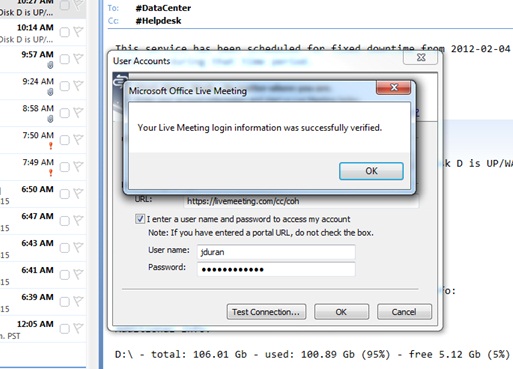 10:27 AM
Disk D is UP/
10:14 AM
Disk D is UP/
9:57 AM
9:24 AM
8:58 AM
7:50 AM
7:49 AM
6:50 AM
15
6:47 AM
15
6:43 AM
15
6:41 AM
15
6:39 AM
15
12:05 AM
n. PST
To: #DataCenter
Cc: #Helpdesk
This service has been scheduled for fixed downtime from 2012-02-04
during that time period.
User Accounts
Microsoft Office Live Meeting
Your Live Meeting login information was successfully verified.
OK
sk D is UP/WA
URL: https://livemeeting.com/cc/coh
I enter a user name and password to access my account
Note: If you have entered a portal URL, do not check the box.
User name: jduran
Password: ●●●●●●●●●●●●
Test Connection... OK Cancel
o:
D:\ - total: 106.01 Gb - used: 100.89 Gb (95%) - free 5.12 Gb (5%)